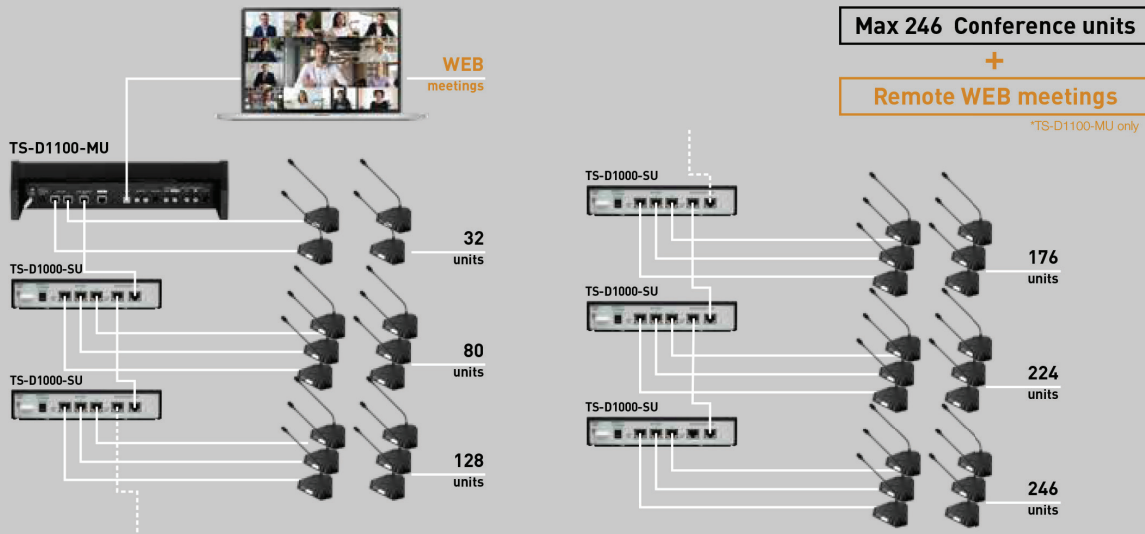 WEB
meetings
TS-D1100-MU
32
units
TS-D1000-SU
80
units
TS-D1000-SU
128
units
Max 246 Conference units
+
Remote WEB meetings
*TS-D1100-MU only
TS-D1000-SU
176
units
TS-D1000-SU
224
units
TS-D1000-SU
246
units